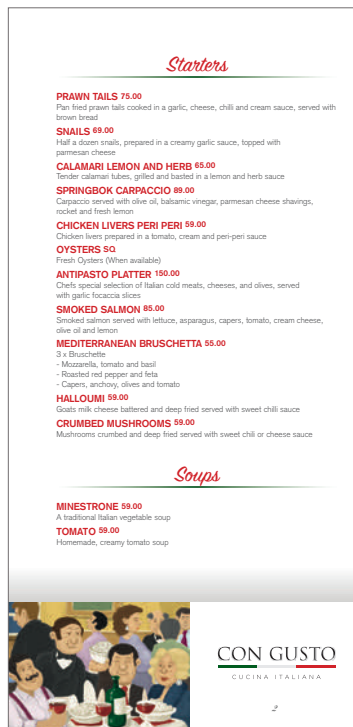 Starters
PRAWN TAILS 75.00
Pan fried prawn tails cooked in a garlic, cheese, chilli and cream sauce, served with
brown bread
SNAILS 69.00
Half a dozen snails, prepared in a creamy garlic sauce, topped with
parmesan cheese
CALAMARI LEMON AND HERB 65.00
Tender calamari tubes, grilled and basted in a lemon and herb sauce
SPRINGBOK CARPACCIO 89.00
Carpaccio served with olive oil, balsamic vinegar, parmesan cheese shavings,
rocket and fresh lemon
CHICKEN LIVERS PERI PERI 59.00
Chicken livers prepared in a tomato, cream and peri-peri sauce
OYSTERS SQ
Fresh Oysters (When available)
ANTIPASTO PLATTER 150.00
Chefs special selection of Italian cold meats, cheeses, and olives, served
with garlic focaccia slices
SMOKED SALMON 85.00
Smoked salmon served with lettuce, asparagus, capers, tomato, cream cheese,
olive oil and lemon
MEDITERRANEAN BRUSCHETTA 55.00
3 x Bruschette
- Mozzarella, tomato and basil
- Roasted red pepper and feta
- Capers, anchovy, olives and tomato
HALLOUMI 59.00
Goats milk cheese battered and deep fried served with sweet chilli sauce
CRUMBED MUSHROOMS 59.00
Mushrooms crumbed and deep fried served with sweet chili or cheese sauce
Soups
MINESTRONE 59.00
A traditional Italian vegetable soup
TOMATO 59.00
Homemade, creamy tomato soup
CON GUSTO
CUCINA ITALIANA
2